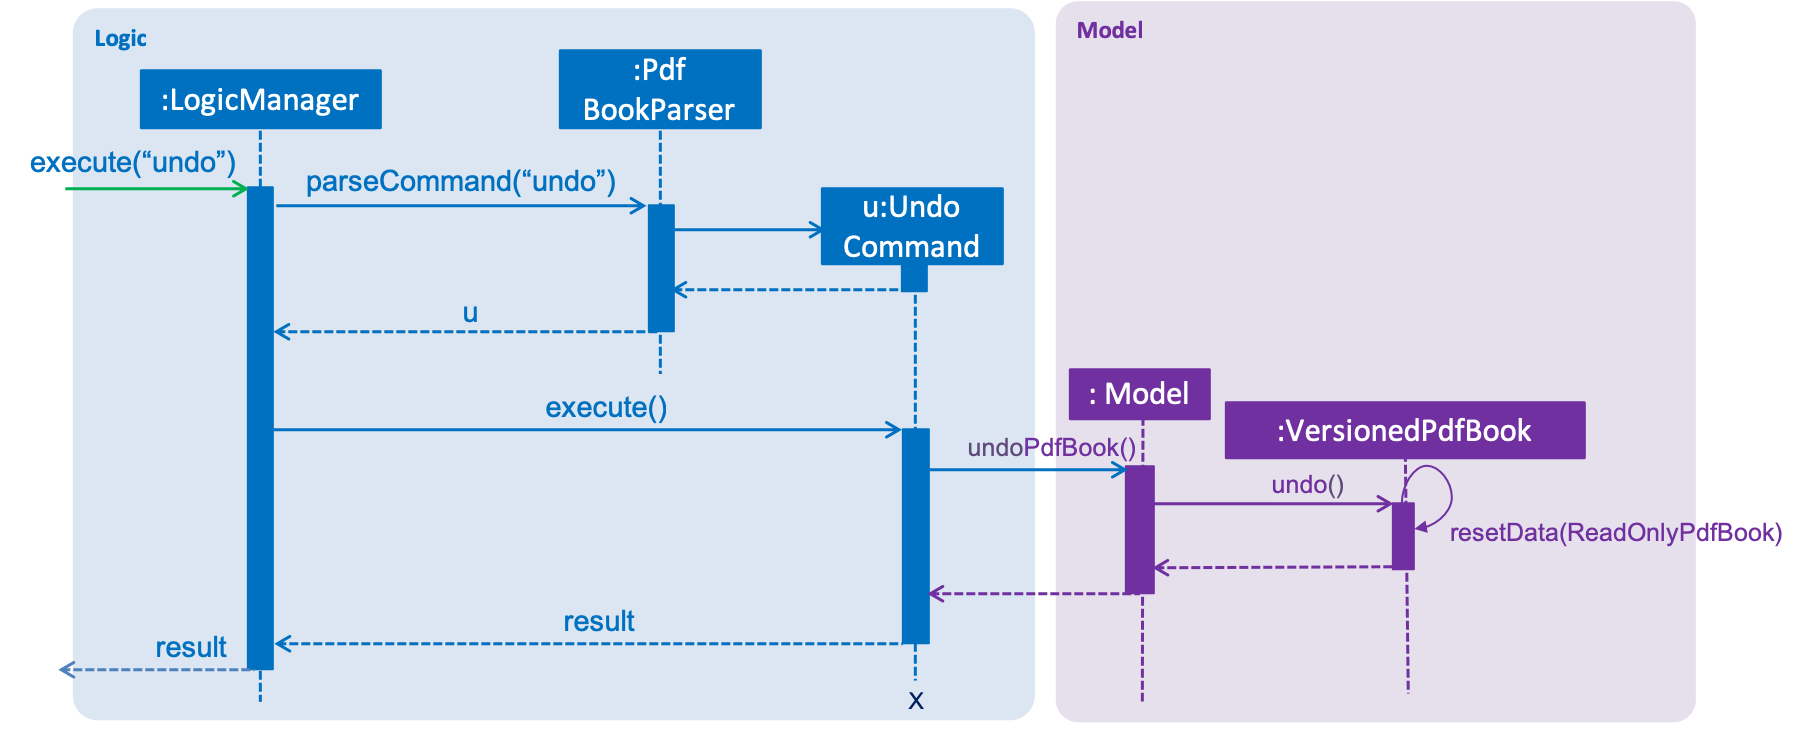 Logic
Model
:LogicManager
:Pdf
BookParser
execute(“undo”)
parseCommand(“undo”)
u:Undo
Command
u
execute()
: Model
:VersionedPdfBook
undoPdfBook()
undo()
resetData(ReadOnlyPdfBook)
result
result
x